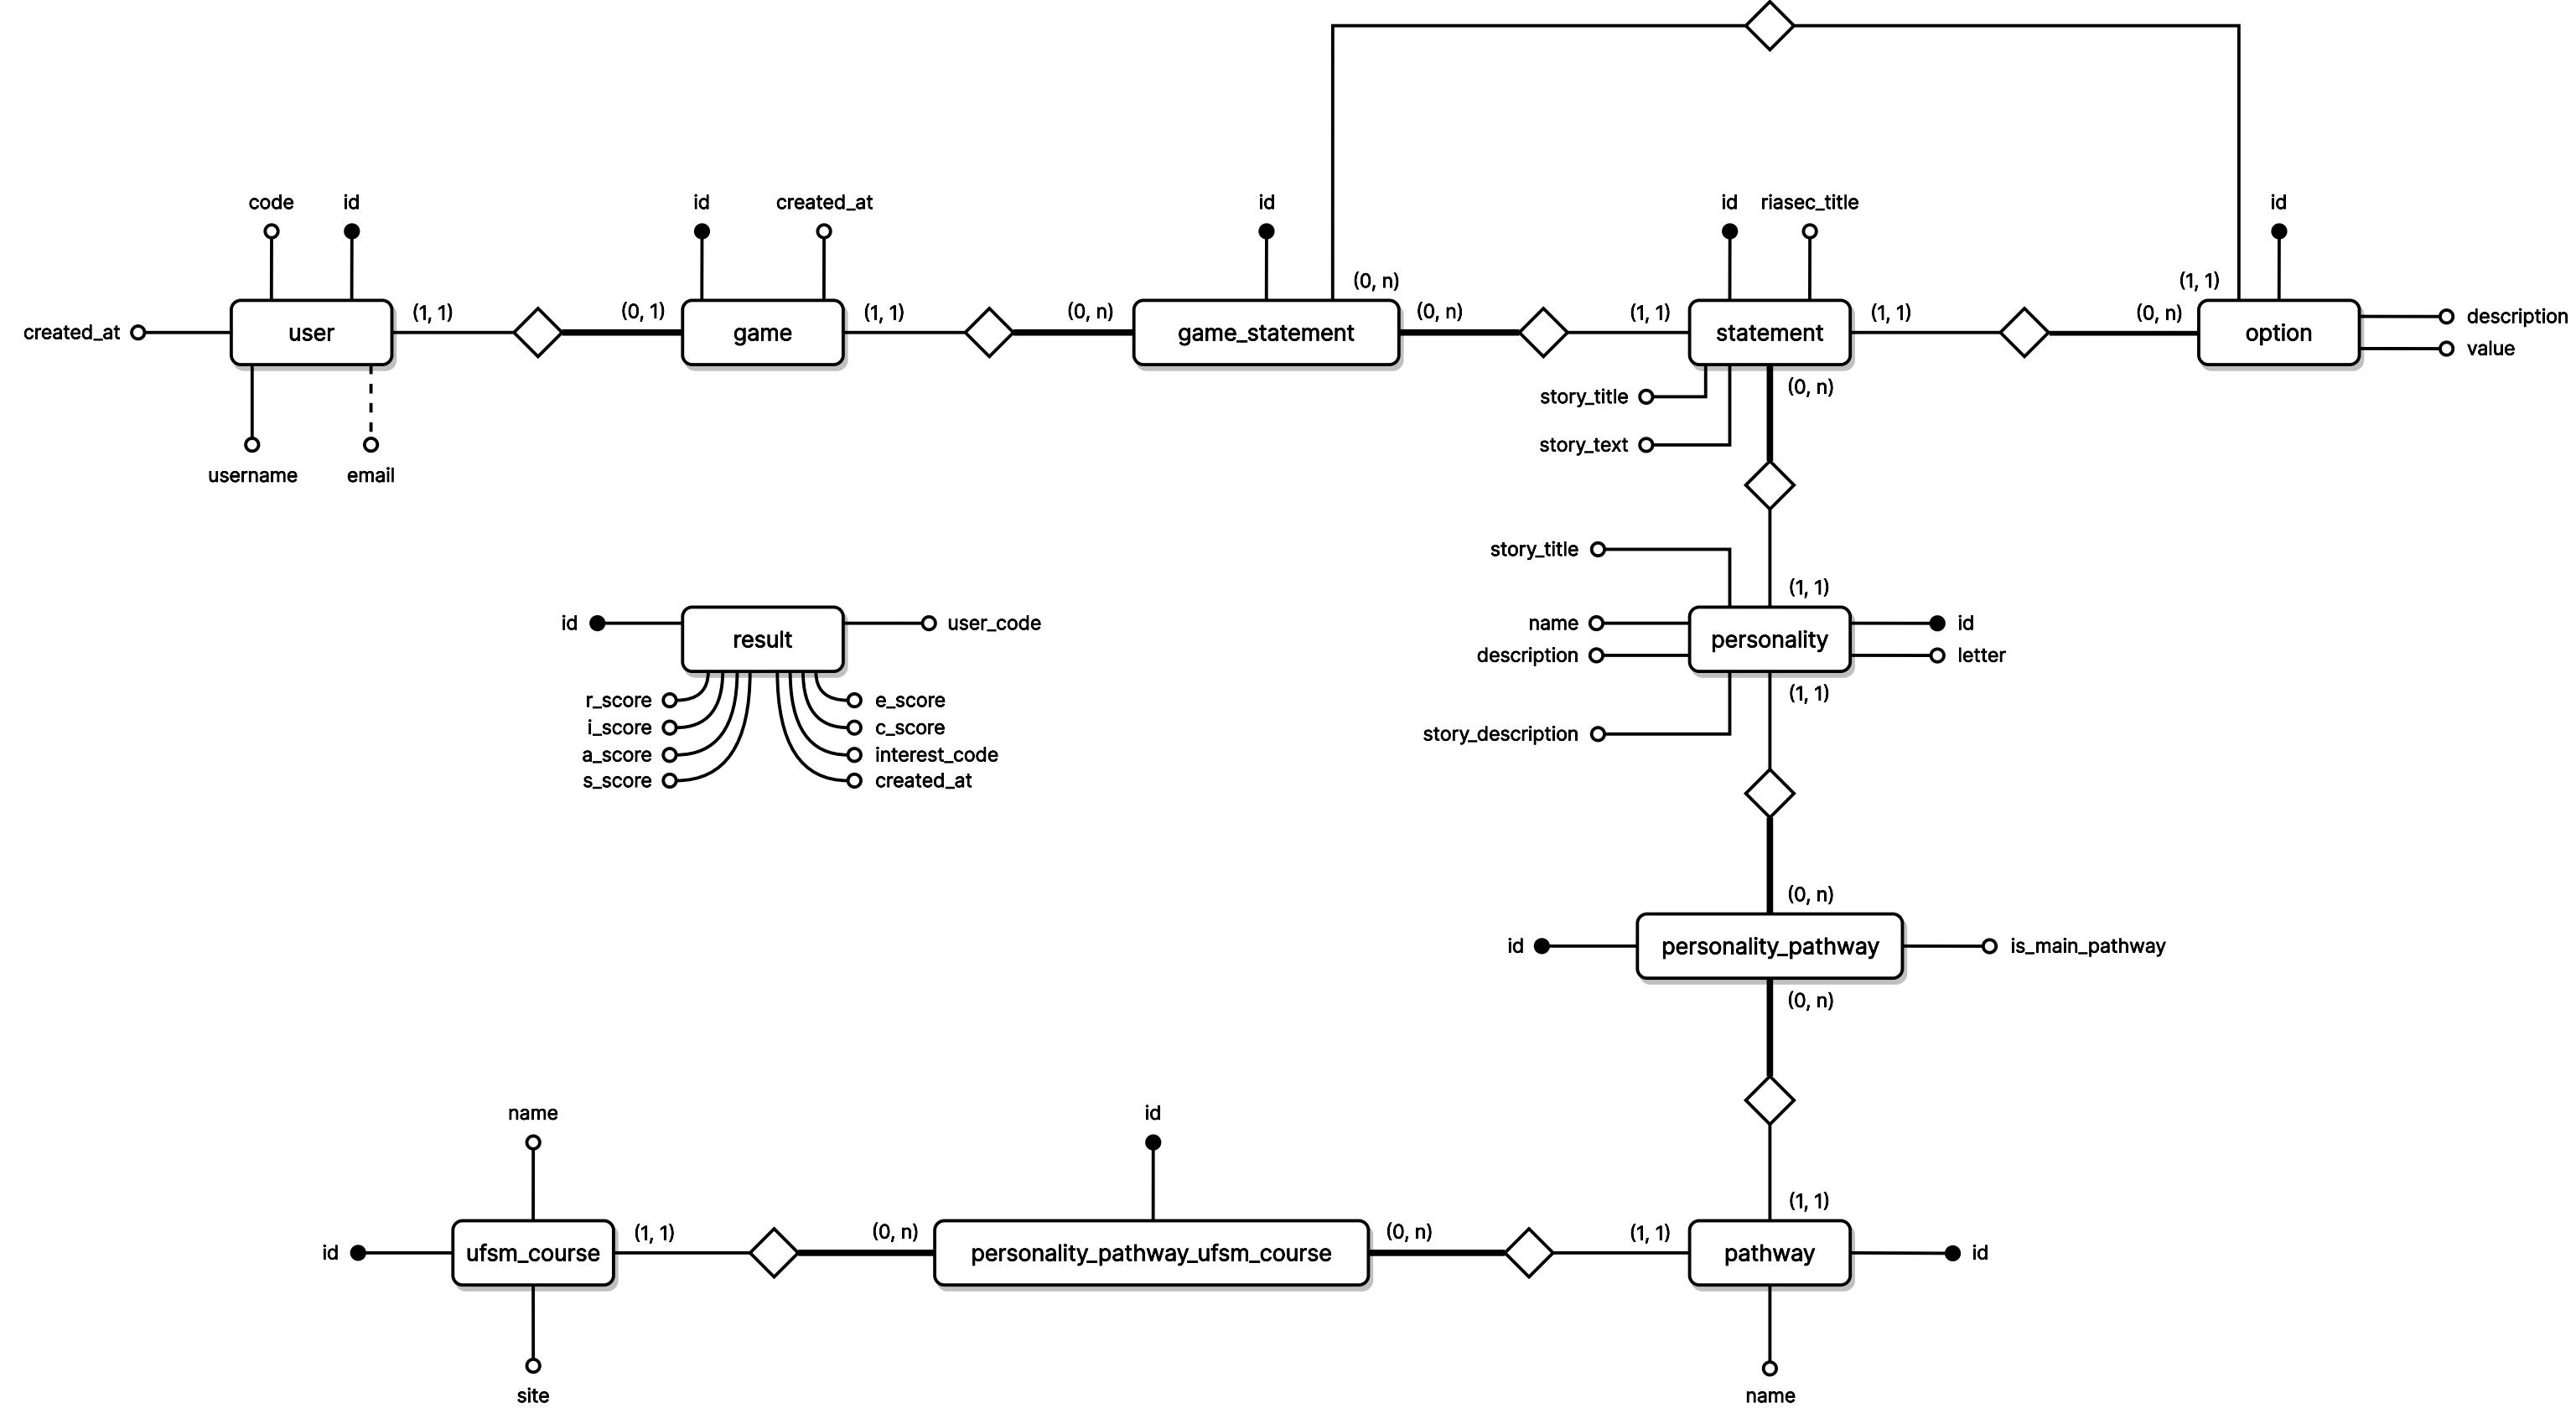 code
id
id
created_at
id
id
riasec_title
id
(0, n)
(1, 1)
created_at
user
(1, 1)
(0, 1)
game
(1, 1)
(0, n)
game_statement
(0, n)
(1, 1)
statement
(1, 1)
(0, n)
option
description
value
username
email
story_title
story_text
(0, n)
story_title
(1, 1)
id
result
user_code
name
description
personality
id
letter
r_score
i_score
a_score
s_score
e_score
c_score
interest_code
created_at
(1, 1)
story_description
(0, n)
id
personality_pathway
is_main_pathway
(0, n)
name
id
(1, 1)
id
ufsm_course
(1, 1)
(0, n)
personality_pathway_ufsm_course
(0, n)
(1, 1)
pathway
id
site
name